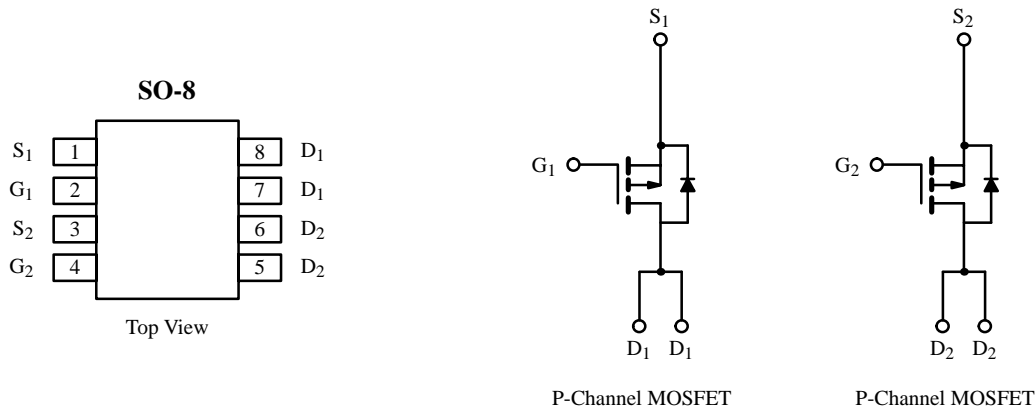 SO-8
S1 1 8 D1
G1 2 7 D1
S2 3 6 D2
G2 4 5 D2
Top View
S1
G1
D1 D1
P-Channel MOSFET
S2
G2
D2 D2
P-Channel MOSFET